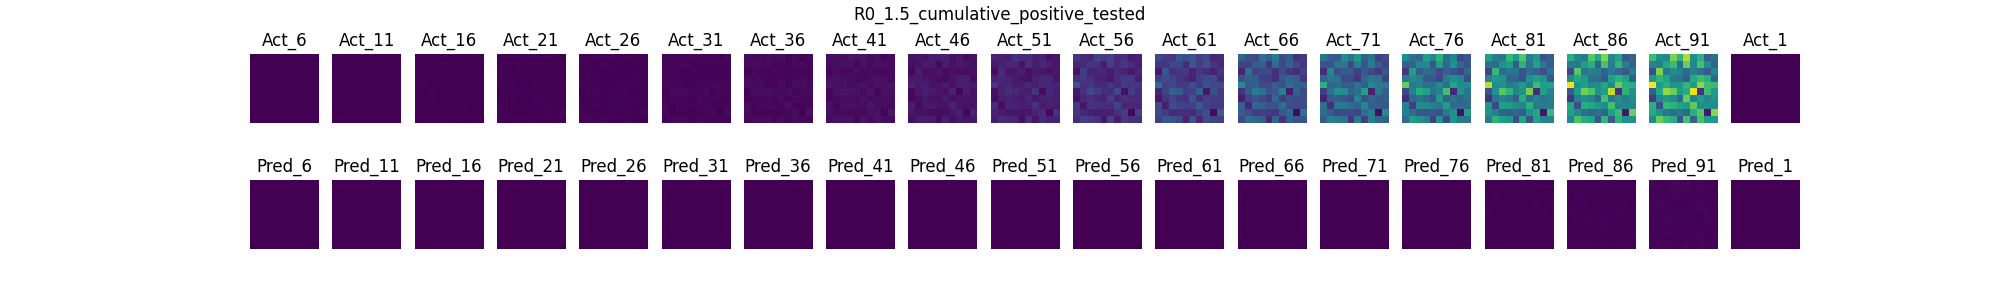 R0_1.5_cumulative_positive_tested
Act_6 Act_11 Act_16 Act_21 Act_26 Act_31 Act_36 Act_41 Act_46 Act_51 Act_56 Act_61 Act_66 Act_71 Act_76 Act_81 Act_86 Act_91 Act_1
Pred_6 Pred_11 Pred_16 Pred_21 Pred_26 Pred_31 Pred_36 Pred_41 Pred_46 Pred_51 Pred_56 Pred_61 Pred_66 Pred_71 Pred_76 Pred_81 Pred_86 Pred_91 Pred_1